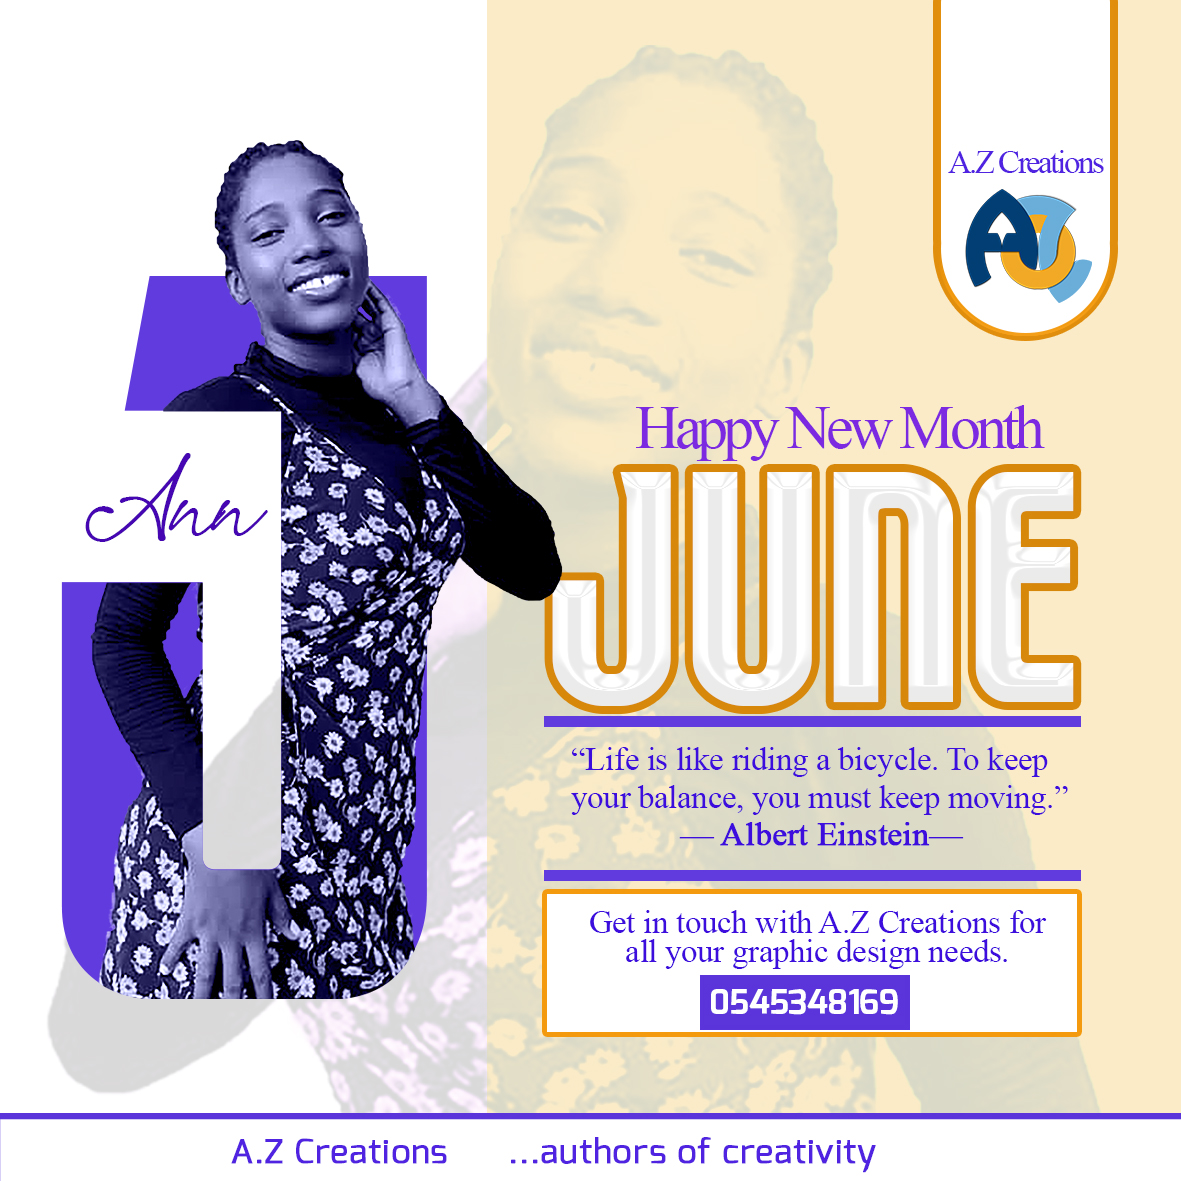 A.Z Creations
AZ
Happy New Month
JUNE
Ann
“Life is like riding a bicycle. To keep
your balance, you must keep moving.”
— Albert Einstein—
Get in touch with A.Z Creations for
all your graphic design needs.
0545348169
A.Z Creations ...authors of creativity